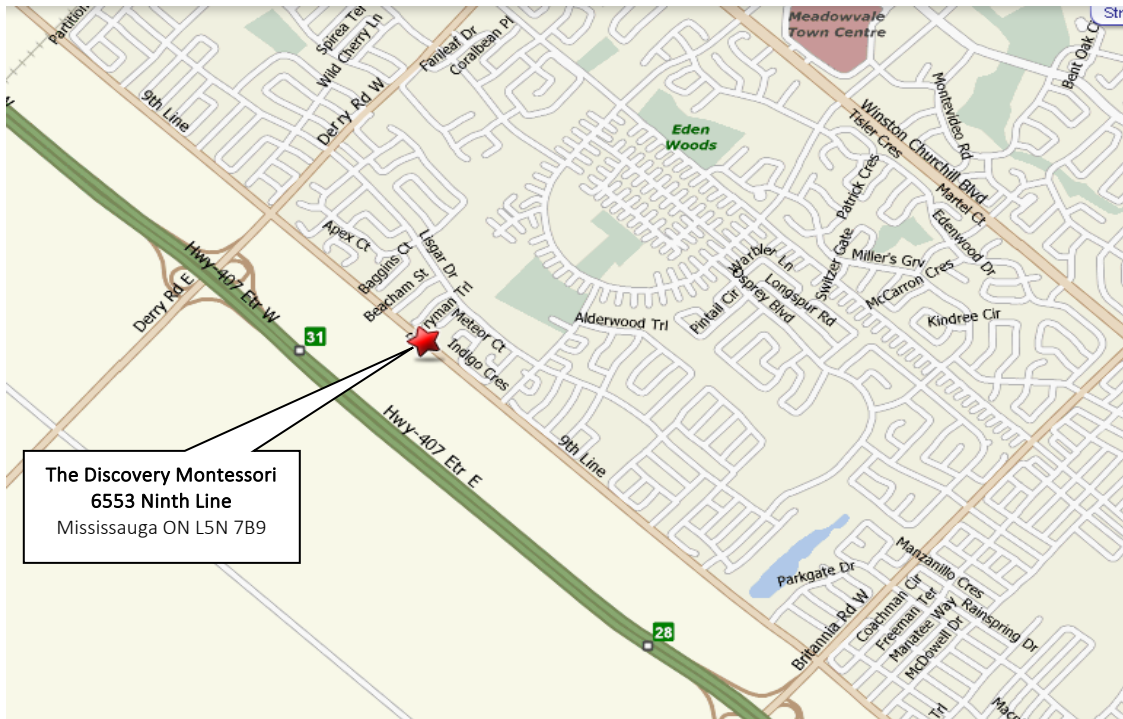 Str
Meadowvale
Town Centre
Partition
Spirea Ter
Wild Cherry Ln
Fanleaf Dr
Coralbean Pl
Bent Oak
9th Line
Derry Rd W
Eden
Woods
Montevideo Rd
Winston Churchill Blvd
Tisler Cres
Patrick Cres
Martel Ct
Edenwood Dr
Apex Ct
Lisgar Dr
Baggins Ct
Beacham St
Hwy-407 Etr W
Derry Rd E
Warbler Ln
Osprey Blvd
Longspur Rd
Switzer Gate
Miller's Grv
McCarron Cres
Pintail Cir
Kindree Cir
Alderwood Trl
Trl
Meteor Ct
Indigo Cres
31
Hwy-407 Etr E
9th Line
The Discovery Montessori
6553 Ninth Line
Mississauga ON L5N 7B9
Parkgate Dr
Manzanillo Cres
Coachman Cir
Freeman Ter
Manatee Way
McDowell Dr
Rainspring Dr
Britannia Rd W
28
Trl